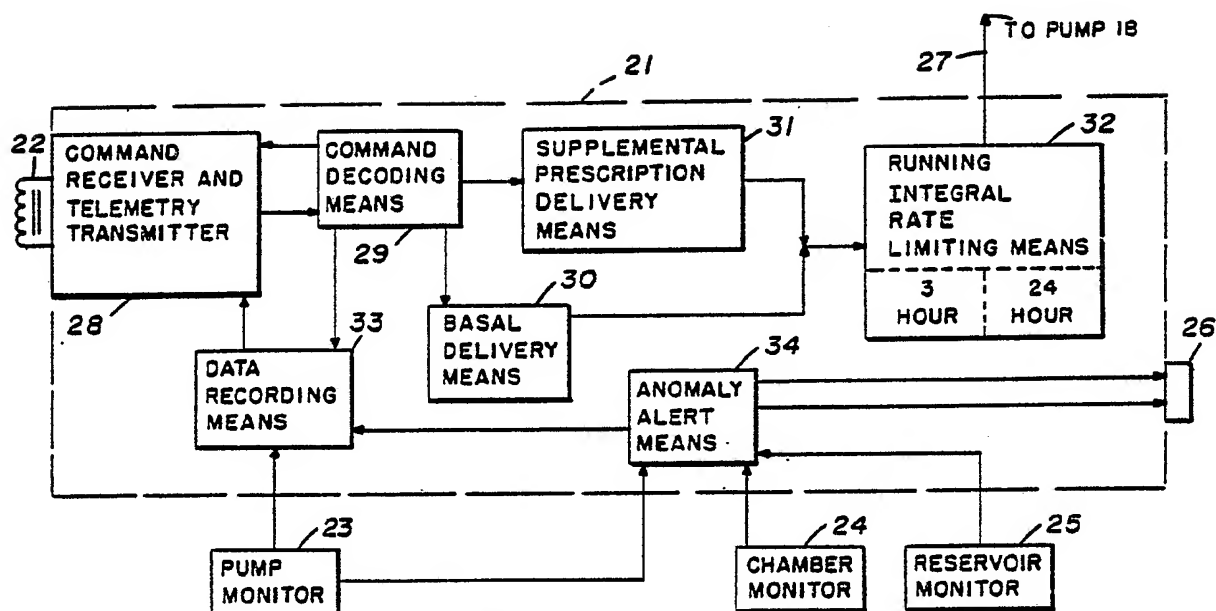 TO PUMP 18
27
21
22
COMMAND
RECEIVER AND
TELEMETRY
TRANSMITTER
28
COMMAND
DECODING
MEANS
29
31
SUPPLEMENTAL
PRESCRIPTION
DELIVERY
MEANS
32
RUNNING
INTEGRAL
RATE
LIMITING MEANS
3
HOUR
24
HOUR
30
BASAL
DELIVERY
MEANS
33
DATA
RECORDING
MEANS
34
ANOMALY
ALERT
MEANS
26
23
PUMP
MONITOR
24
CHAMBER
MONITOR
25
RESERVOIR
MONITOR